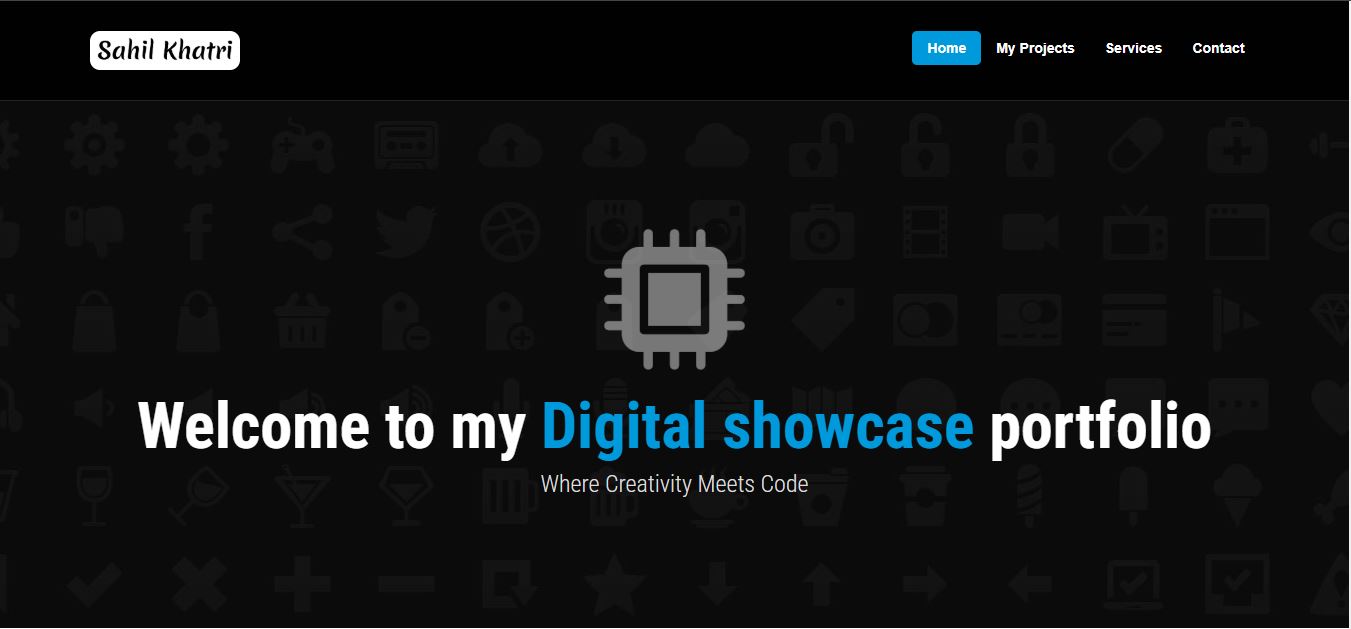 Sahil Khatri
Home My Projects Services Contact
Welcome to my Digital showcase portfolio
Where Creativity Meets Code